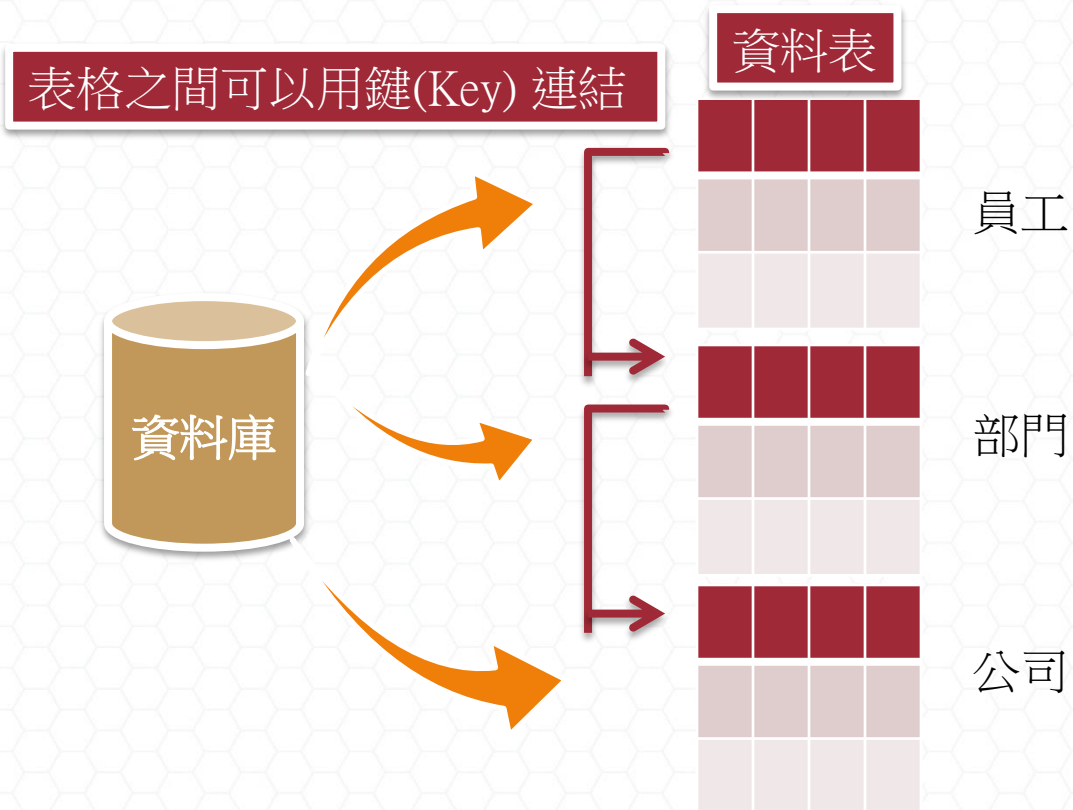 資料表
表格之間可以用鍵(Key) 連結
員工
資料庫
部門
公司